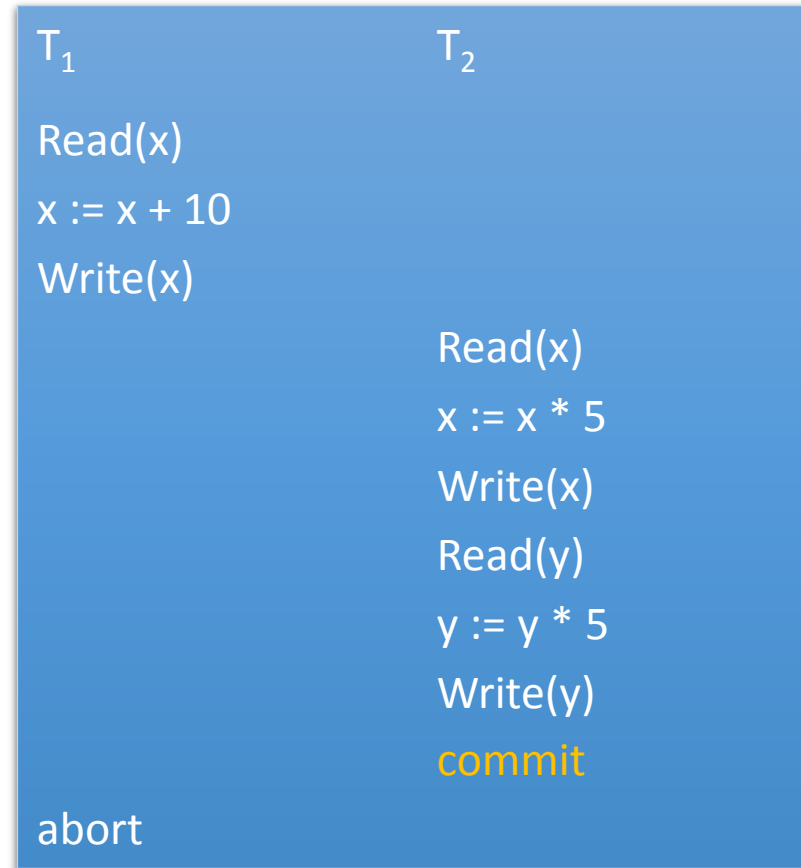 T₁ T₂
Read(x)
x := x + 10
Write(x)
Read(x)
x := x * 5
Write(x)
Read(y)
y := y * 5
Write(y)
commit
abort